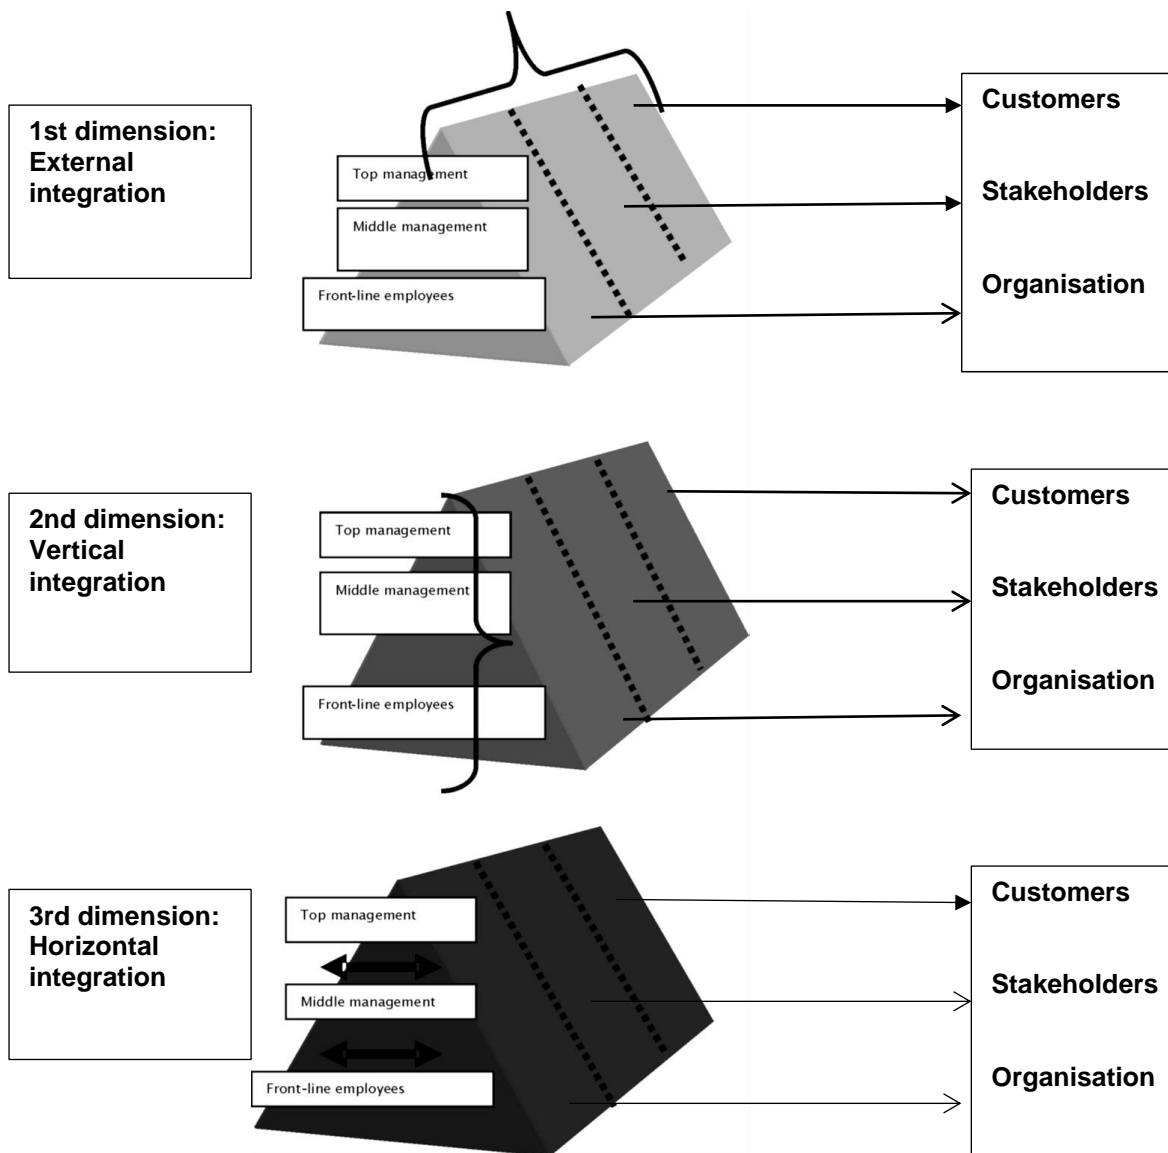 1st dimension:
External
integration
Top management
Middle management
Front-line employees
Customers
Stakeholders
Organisation
2nd dimension:
Vertical
integration
Top management
Middle management
Front-line employees
Customers
Stakeholders
Organisation
3rd dimension:
Horizontal
integration
Top management
Middle management
Front-line employees
Customers
Stakeholders
Organisation